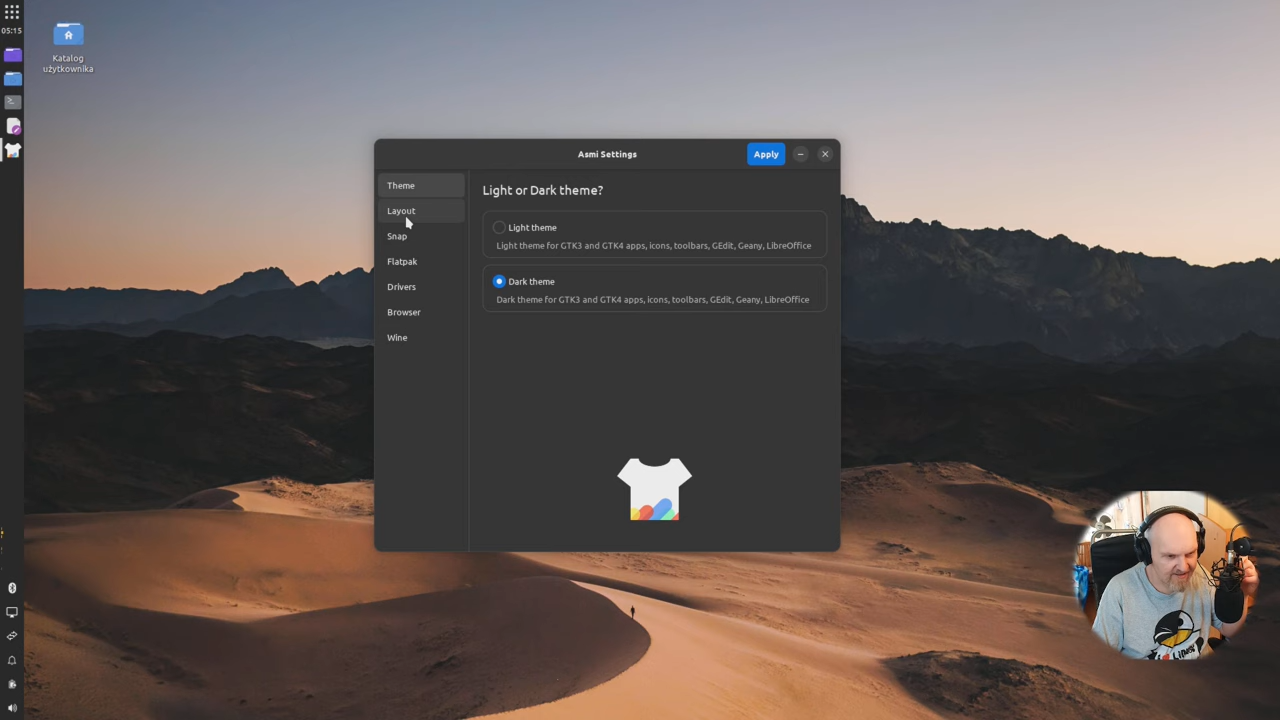 05:15
Katalog
użytkownika
Asmi Settings
Apply
Theme
Layout
Snap
Flatpak
Drivers
Browser
Wine
Light or Dark theme?
Light theme
Light theme for GTK3 and GTK4 apps, icons, toolbars, GEdit, Geany, LibreOffice
Dark theme
Dark theme for GTK3 and GTK4 apps, icons, toolbars, GEdit, Geany, LibreOffice